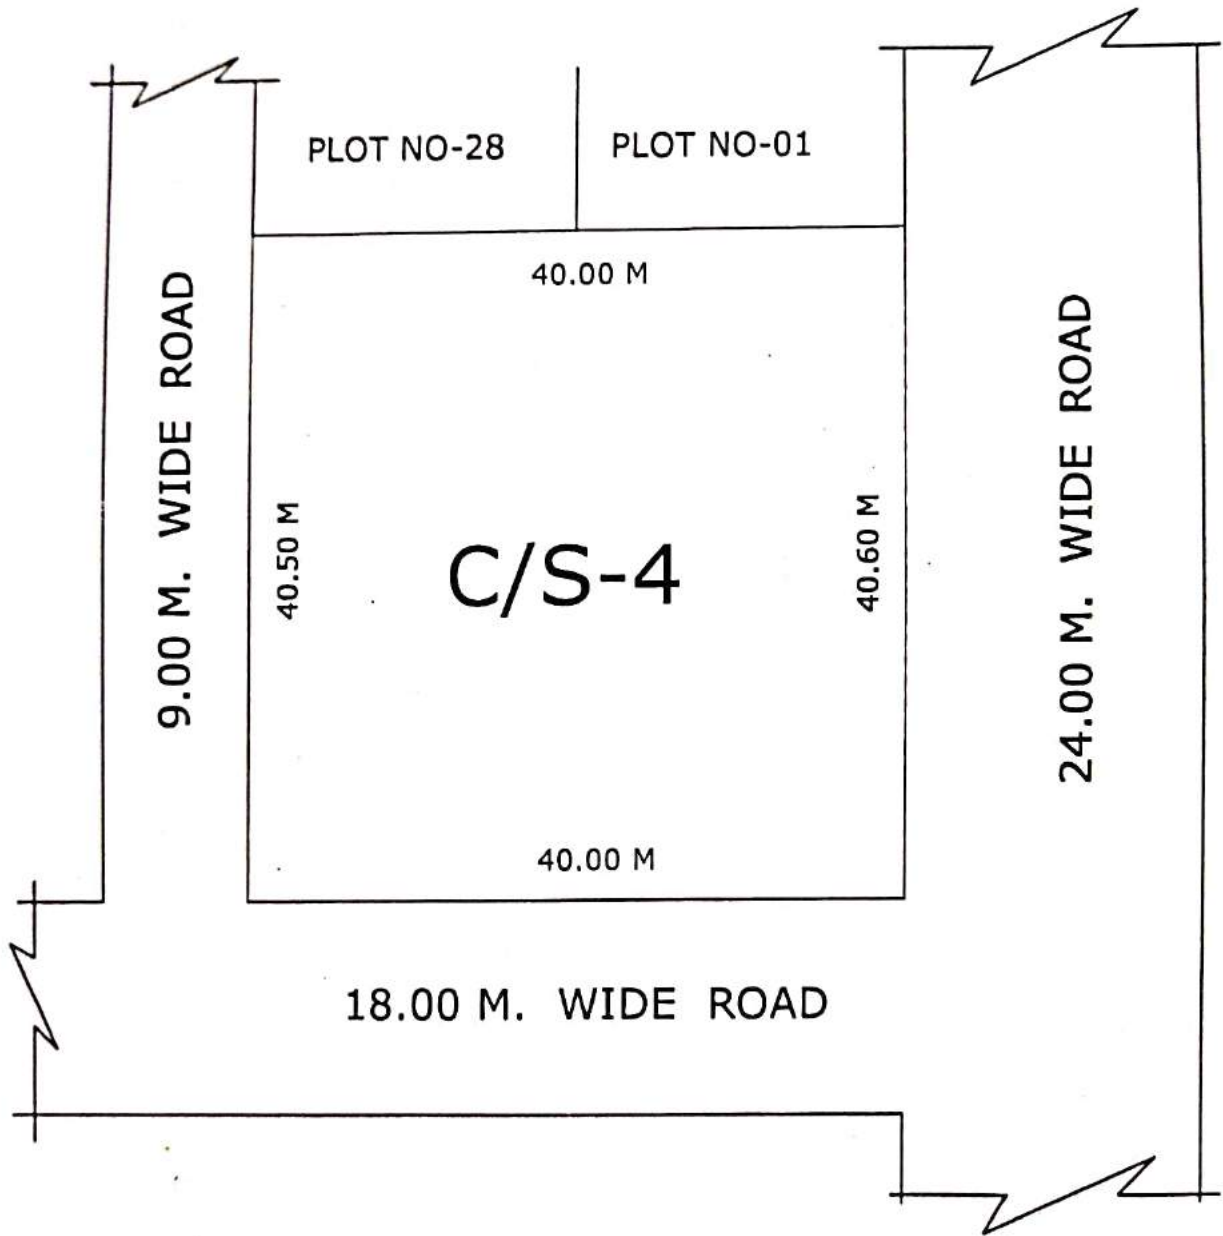 PLOT NO-28
PLOT NO-01
40.00 M
9.00 M. WIDE ROAD
40.50 M
C/S-4
40.60 M
24.00 M. WIDE ROAD
40.00 M
18.00 M. WIDE ROAD